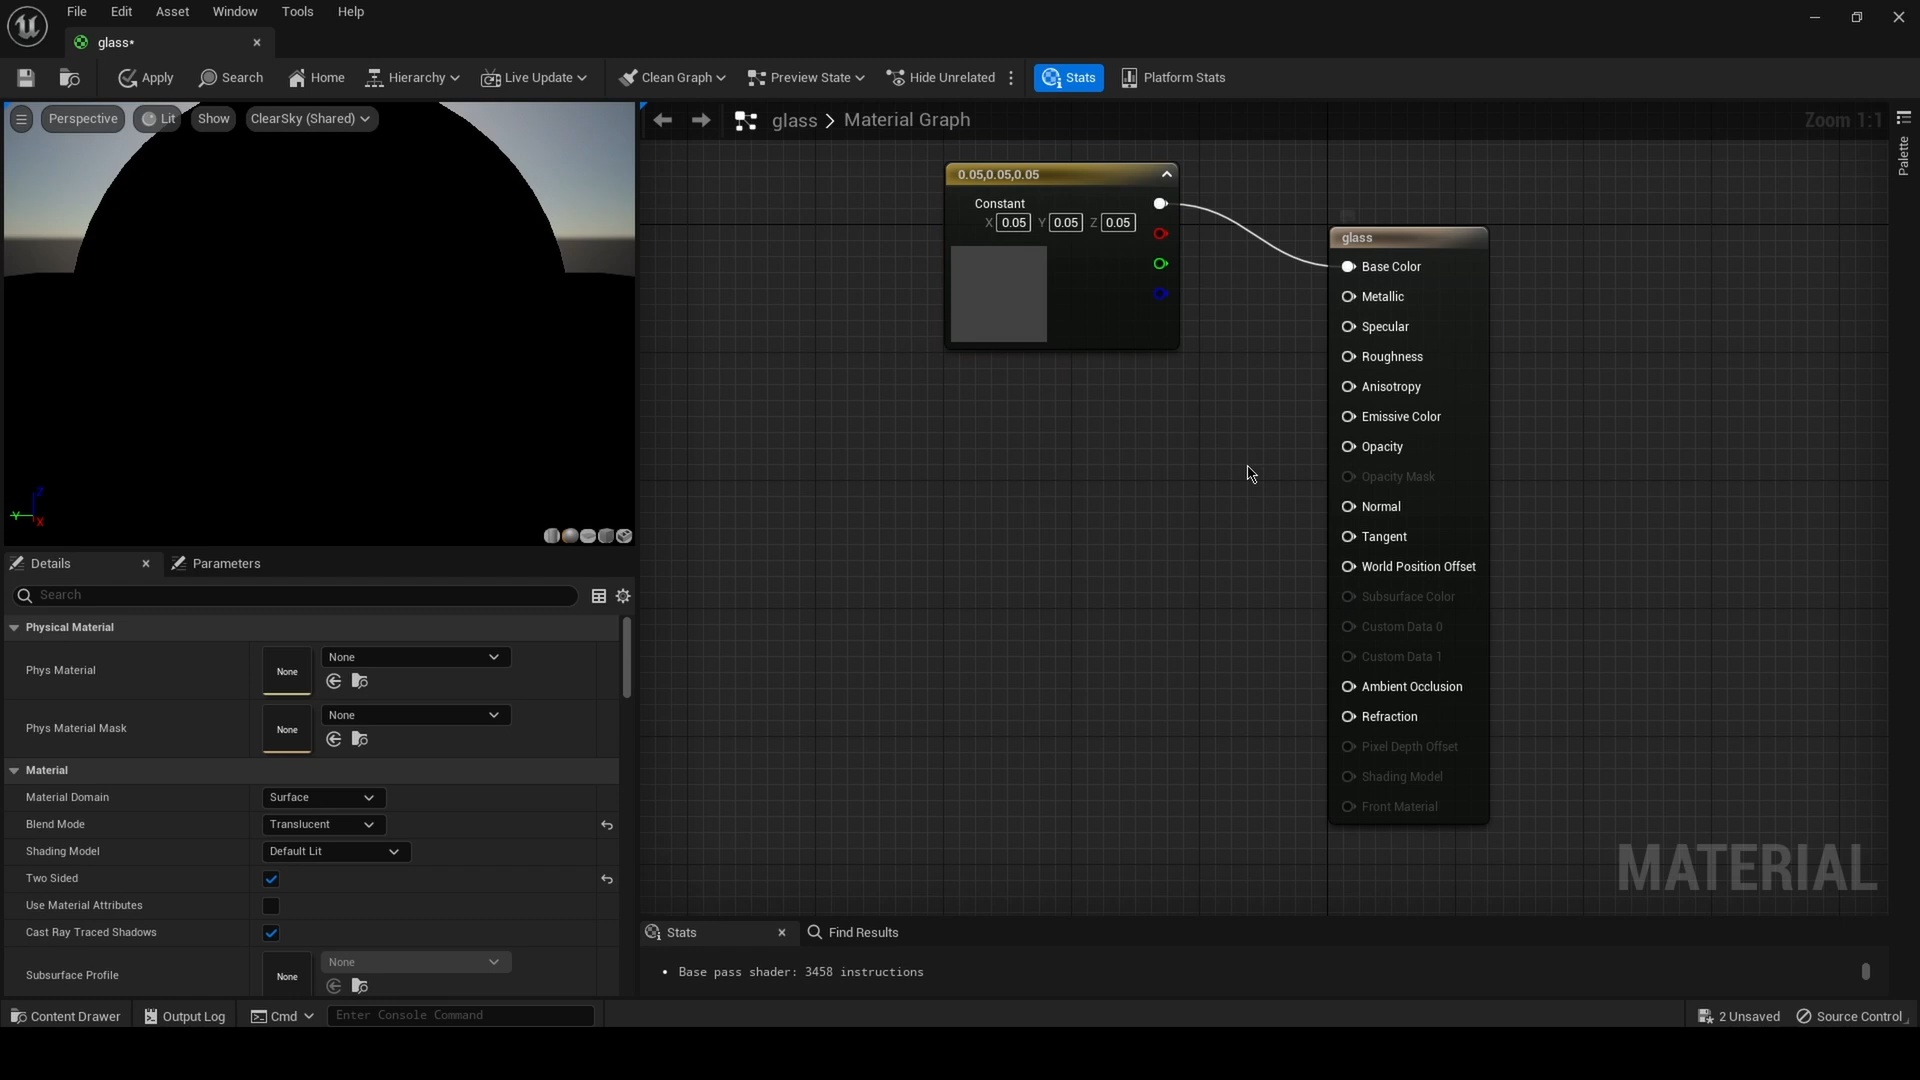 File Edit Asset Window Tools Help
glass•
Apply Search Home Hierarchy Live Update Clean Graph Preview State Hide Unrelated Stats Platform Stats
Perspective Lit Show ClearSky (Shared)
glass > Material Graph Zoom 1:1
Palette
0.05,0.05,0.05
Constant
X 0.05 Y 0.05 Z 0.05
glass
Base Color
Metallic
Specular
Roughness
Anisotropy
Emissive Color
Opacity
Opacity Mask
Normal
Tangent
World Position Offset
Subsurface Color
Custom Data 0
Custom Data 1
Ambient Occlusion
Refraction
Pixel Depth Offset
Shading Model
Front Material
MATERIAL
Z
Y
X
Details Parameters
Search
Physical Material
Phys Material None None
Phys Material Mask None None
Material
Material Domain Surface
Blend Mode Translucent
Shading Model Default Lit
Two Sided
Use Material Attributes
Cast Ray Traced Shadows
Subsurface Profile None None
Stats Find Results
• Base pass shader: 3458 instructions
Content Drawer Output Log Cmd Enter Console Command 2 Unsaved Source Control